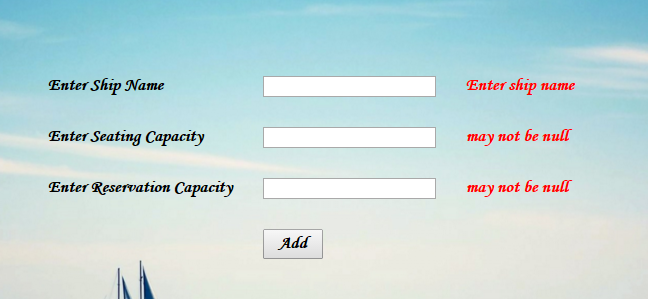 Enter Ship Name Enter ship name
Enter Seating Capacity may not be null
Enter Reservation Capacity may not be null
Add